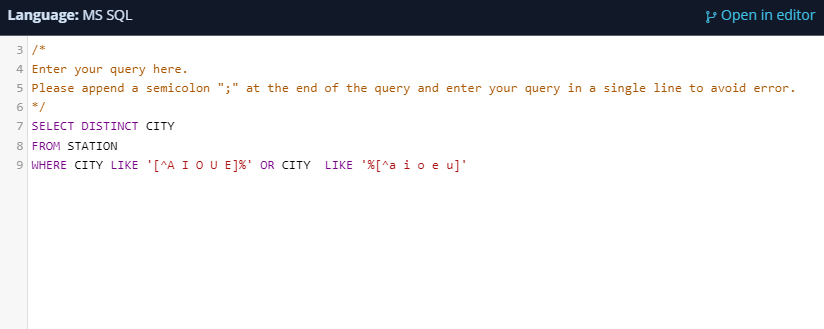 Language: MS SQL
Open in editor
3 /*
4 Enter your query here.
5 Please append a semicolon ";" at the end of the query and enter your query in a single line to avoid error.
6 */
7 SELECT DISTINCT CITY
8 FROM STATION
9 WHERE CITY LIKE '[^A I O U E]%' OR CITY  LIKE '%[^a i o e u]'